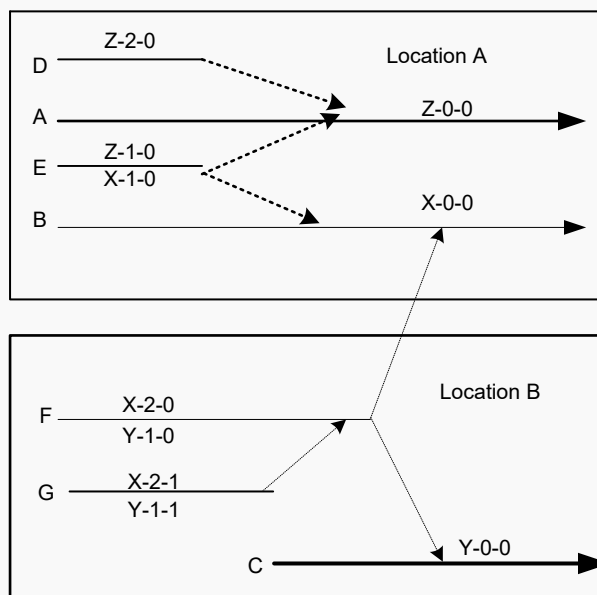 Z-2-0
Location A
D
A
Z-0-0
Z-1-0
E
X-1-0
X-0-0
B
Location B
X-2-0
F
Y-1-0
X-2-1
G
Y-1-1
Y-0-0
C